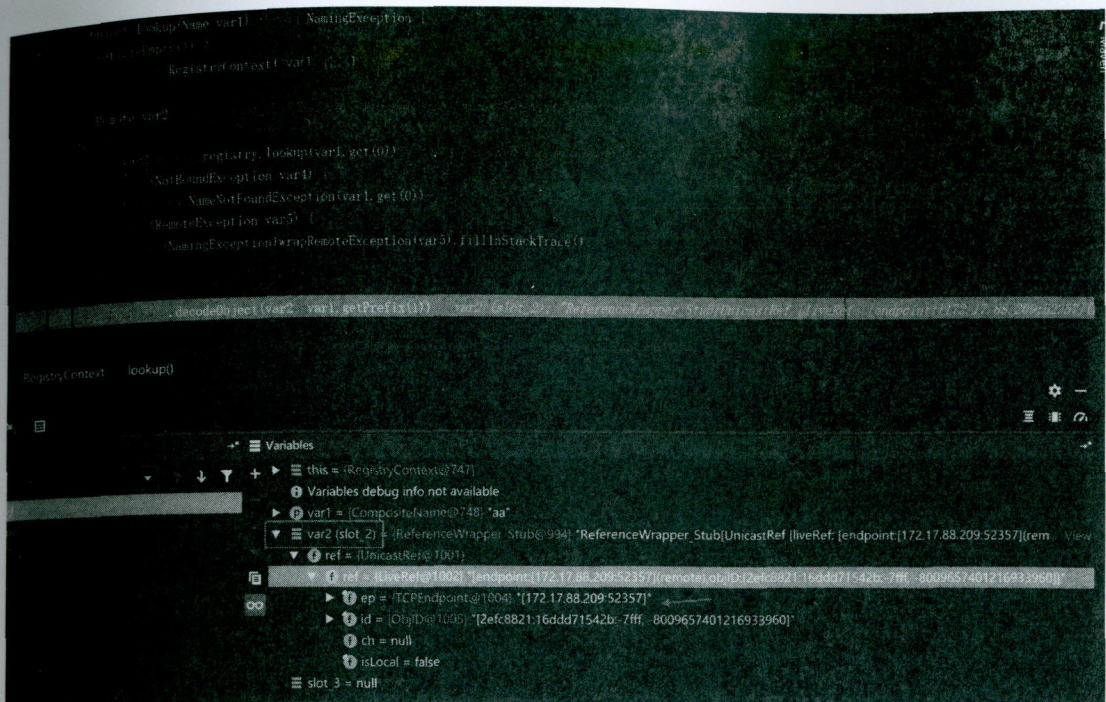 lookup(Name var1) NamingException {
RegistryContext(
Remote var2
registry.lookup(var1.get(0))
(NotBoundException var4) {
NameNotFoundException(var1.get(0))
(RemoteException var5) {
(NamingException)wrapRemoteException(var5).fillInStackTrace()
decodeObject(var2 var1.getPrefix(1))
RegistryContext lookup()
Variables
this = {RegistryContext@747}
Variables debug info not available
var1 = {CompositeName@748} "aa"
var2 (slot_2) = {ReferenceWrapper_Stub@994} "ReferenceWrapper_Stub[UnicastRef [liveRef: [endpoint:[172.17.88.209:52357](rem... View
ref = {UnicastRef@1001}
ref = {LiveRef@1002} "[endpoint:[172.17.88.209:52357](remote),objID:[2efc8821:16ddd71542b:-7fff, -8009657401216933960]]"
ep = {TCPEndpoint@1004} "[172.17.88.209:52357]"
id = {ObjID@1005} "[2efc8821:16ddd71542b:-7fff, -8009657401216933960]"
ch = null
isLocal = false
slot_3 = null